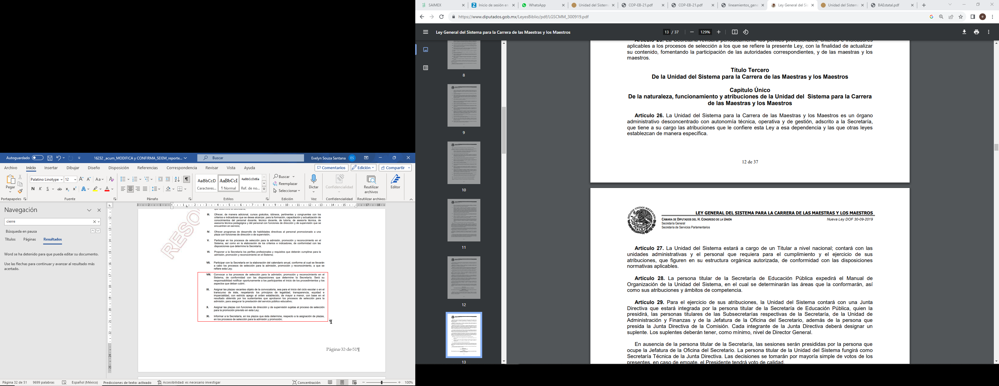 Autoguardado
16232 _acum_MODIFICA y CONFIRMA_SEIEM_reporte...
Buscar
Evelyn Souza Santana
ES
Archivo Inicio Insertar Dibujar Diseño Disposición Referencias Correspondencia Revisar Vista Ayuda
Comentarios Edición Compartir
Pegar
Palatino Linotype 12
Aa
N K S ab x₂ x²
AaBbCcD AaBbCcI AaBbCcDdEe
Caracteres... ¶ Normal Ref. de no...
Buscar
Reemplazar
Seleccionar
Dictar
Confidencialidad
Reutilizar archivos
Editor
Portapapeles Fuente Párrafo Estilos Edición Voz Confidencialidad Reutilizar archivos
Navegación
cierre
Búsqueda en pausa
Títulos Páginas Resultados
Word se ha detenido para que pueda editar su documento.
Use las flechas para continuar y avanzar al resultado más
acertado.
RESO
III. Ofrecer, de manera adicional, cursos gratuitos, idóneos, pertinentes y congruentes con los
criterios e indicadores que se desea alcanzar, para la formación, capacitación y actualización de
conocimientos del personal docente, técnico docente, de tutoría, de asesoría técnica, de
asesoría técnica pedagógica y del personal con funciones de dirección y de supervisión que se
encuentren en servicio;
IV. Ofrecer programas de desarrollo de habilidades directivas al personal promocionado a una
plaza con funciones de dirección o de supervisión;
V. Participar en los procesos de selección para la admisión, promoción y reconocimiento en el
Sistema, así como en la elaboración de los criterios e indicadores, de conformidad con las
disposiciones que determine la Secretaría;
VI. Proponer a la Secretaría los perfiles profesionales y requisitos que deberán cumplirse para la
admisión, promoción y reconocimiento en el Sistema;
VII. Participar con la Secretaría en la elaboración del calendario anual, conforme al cual se llevarán
a cabo los procesos de selección para la admisión, promoción y reconocimiento, a que se
refiere esta Ley;
VIII. Convocar a los procesos de selección para la admisión, promoción y reconocimiento en el
Sistema, de conformidad con las disposiciones que determine la Secretaría. Será su
responsabilidad notificar oportunamente a los participantes el inicio de los procedimientos y los
aspectos que deban cubrir;
IX. Asignar las plazas vacantes objeto de la convocatoria, sea para el inicio del ciclo escolar o en el
transcurso de éste, respetando los principios de legalidad, transparencia, equidad e
imparcialidad, con estricto apego al orden establecido, de mayor a menor, con base en el
resultado obtenido por los sustentantes que aprobaron los procesos de selección para la
admisión, para asegurar la prestación del servicio público educativo;
X. Asignar las plazas con funciones de dirección y de supervisión sujetas al proceso de selección
para la promoción previsto en esta Ley;
XI. Informar a la Secretaría, en los plazos que ésta determine, respecto a la asignación de plazas,
en los procesos de selección para la admisión y promoción;
¶
Página·32·de·51¶
Página 32 de 51 9699 palabras Español (México) Predicciones de texto: activado Accesibilidad: es necesario investigar Concentración 100%
SAIMEX Inicio de sesión en WhatsApp Unidad del Sistema COP-EB-21.pdf COP-EB-21.pdf lineamientos_gene Ley General del Sis Unidad del Sistema BAEstatal.pdf
https://www.diputados.gob.mx/LeyesBiblio/pdf/LGSCMM_300919.pdf
e
Ley General del Sistema para la Carrera de las Maestras y los Maestros
13 / 37
129%
8
9
10
11
12
13
Artículo 25. La Secretaría revisará periódicamente los perfiles profesionales, criterios e indicadores
aplicables a los procesos de selección a los que se refiere la presente Ley, con la finalidad de actualizar
su contenido, fomentando la participación de las autoridades correspondientes, y de las maestras y los
maestros.
Título Tercero
De la Unidad del Sistema para la Carrera de las Maestras y los Maestros
Capítulo Único
De la naturaleza, funcionamiento y atribuciones de la Unidad del Sistema para la Carrera
de las Maestras y los Maestros
Artículo 26. La Unidad del Sistema para la Carrera de las Maestras y los Maestros es un órgano
administrativo desconcentrado con autonomía técnica, operativa y de gestión, adscrito a la Secretaría,
que tiene a su cargo las atribuciones que le confiere esta Ley a esa dependencia y las que otras leyes
establezcan de manera específica.
12 de 37
ESTADOS UNIDOS MEXICANOS
LEY GENERAL DEL SISTEMA PARA LA CARRERA DE LAS MAESTRAS Y LOS MAESTROS
CÁMARA DE DIPUTADOS DEL H. CONGRESO DE LA UNIÓN
Nueva Ley DOF 30-09-2019
Secretaría General
Secretaría de Servicios Parlamentarios
Artículo 27. La Unidad del Sistema estará a cargo de un Titular a nivel nacional; contará con las
unidades administrativas y el personal que requiera para el cumplimiento y el ejercicio de sus
atribuciones, que figuren en su estructura orgánica autorizada, de conformidad con las disposiciones
normativas aplicables.
Artículo 28. La persona titular de la Secretaría de Educación Pública expedirá el Manual de
Organización de la Unidad del Sistema, en el cual se determinarán las áreas que la conformarán, así
como sus atribuciones y ámbitos de competencia.
Artículo 29. Para el ejercicio de sus atribuciones, la Unidad del Sistema contará con una Junta
Directiva que estará integrada por la persona titular de la Secretaría de Educación Pública, quien la
presidirá, las personas titulares de las Subsecretarías respectivas de la Secretaría, de la Unidad de
Administración y Finanzas y de la Jefatura de la Oficina del Secretario, además de la persona que
presida la Junta Directiva de la Comisión. Cada integrante de la Junta Directiva deberá designar un
suplente. Los suplentes deberán tener, como mínimo, nivel de Director General.
En ausencia de la persona titular de la Secretaría, las sesiones serán presididas por la persona que
ocupe la Jefatura de la Oficina del Secretario. La persona titular de la Unidad del Sistema fungirá como
Secretaría Técnica de la Junta Directiva. Las decisiones se tomarán por mayoría simple de votos de los
presentes, en caso de empate, el Presidente tendrá voto de calidad.